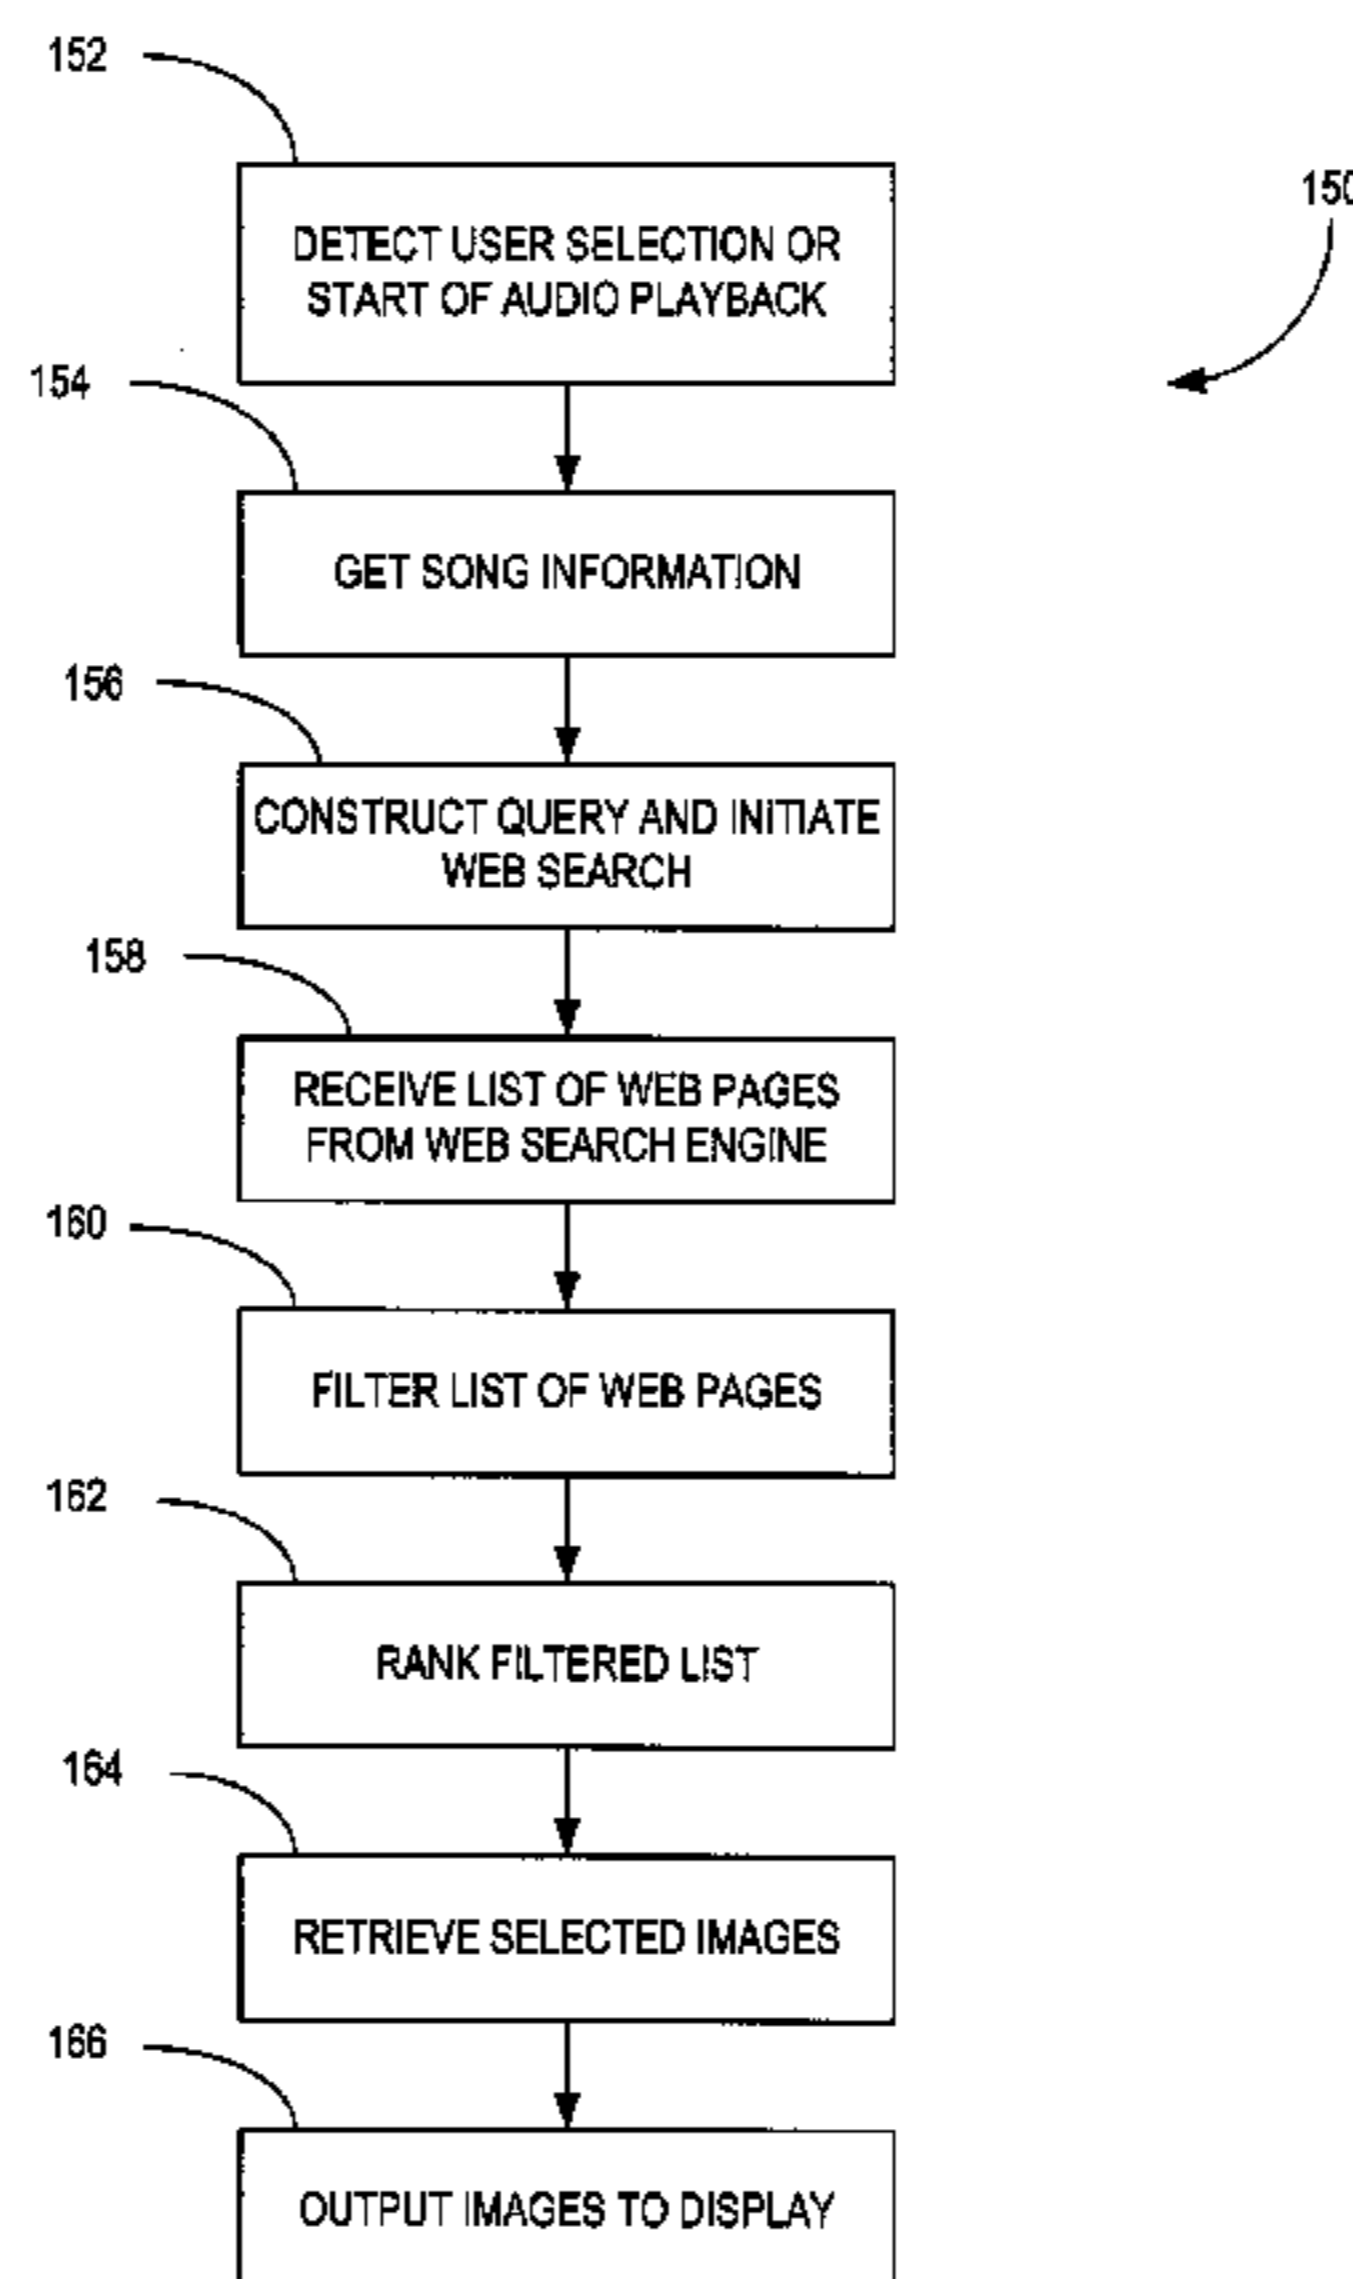 152
150
DETECT USER SELECTION OR
START OF AUDIO PLAYBACK
154
GET SONG INFORMATION
156
CONSTRUCT QUERY AND INITIATE
WEB SEARCH
158
RECEIVE LIST OF WEB PAGES
FROM WEB SEARCH ENGINE
160
FILTER LIST OF WEB PAGES
162
RANK FILTERED LIST
164
RETRIEVE SELECTED IMAGES
166
OUTPUT IMAGES TO DISPLAY